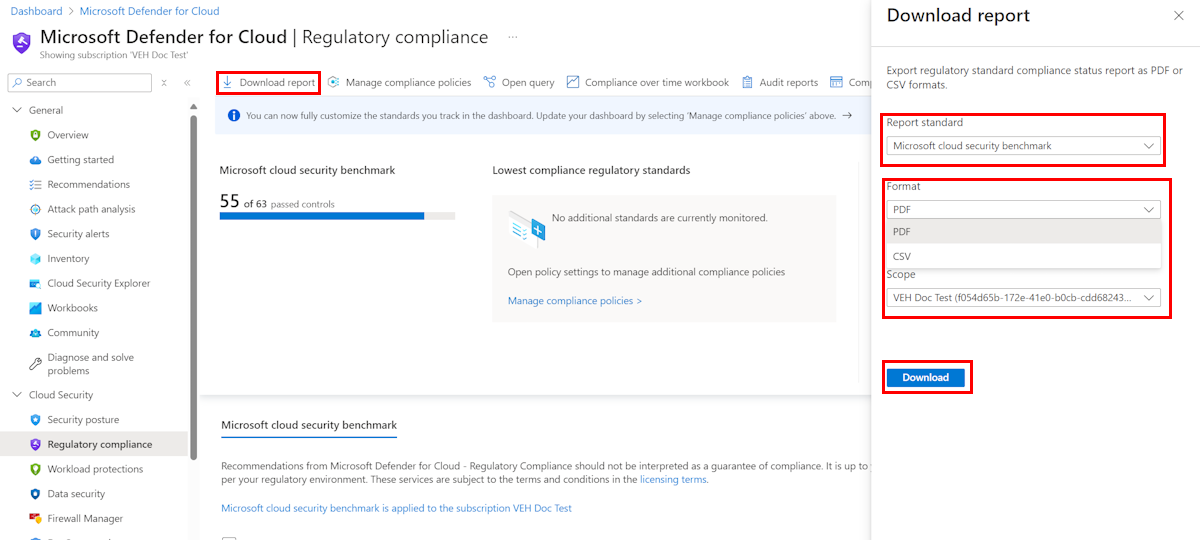 Dashboard > Microsoft Defender for Cloud
Microsoft Defender for Cloud | Regulatory compliance ...
Showing subscription 'VEH Doc Test'
Search
General
Overview
Getting started
Recommendations
Attack path analysis
Security alerts
Inventory
Cloud Security Explorer
Workbooks
Community
Diagnose and solve
problems
Cloud Security
Security posture
Regulatory compliance
Workload protections
Data security
Firewall Manager
Download report
Manage compliance policies
Open query
Compliance over time workbook
Audit reports
Comp
You can now fully customize the standards you track in the dashboard. Update your dashboard by selecting 'Manage compliance policies' above. →
Microsoft cloud security benchmark
55 of 63 passed controls
Lowest compliance regulatory standards
No additional standards are currently monitored.
Open policy settings to manage additional compliance policies
Manage compliance policies >
Microsoft cloud security benchmark
Recommendations from Microsoft Defender for Cloud - Regulatory Compliance should not be interpreted as a guarantee of compliance. It is up to
per your regulatory environment. These services are subject to the terms and conditions in the licensing terms.
Microsoft cloud security benchmark is applied to the subscription VEH Doc Test
Download report
Export regulatory standard compliance status report as PDF or
CSV formats.
Report standard
Microsoft cloud security benchmark
Format
PDF
PDF
CSV
Scope
VEH Doc Test (f054d65b-172e-41e0-b0cb-cdd68243...
Download